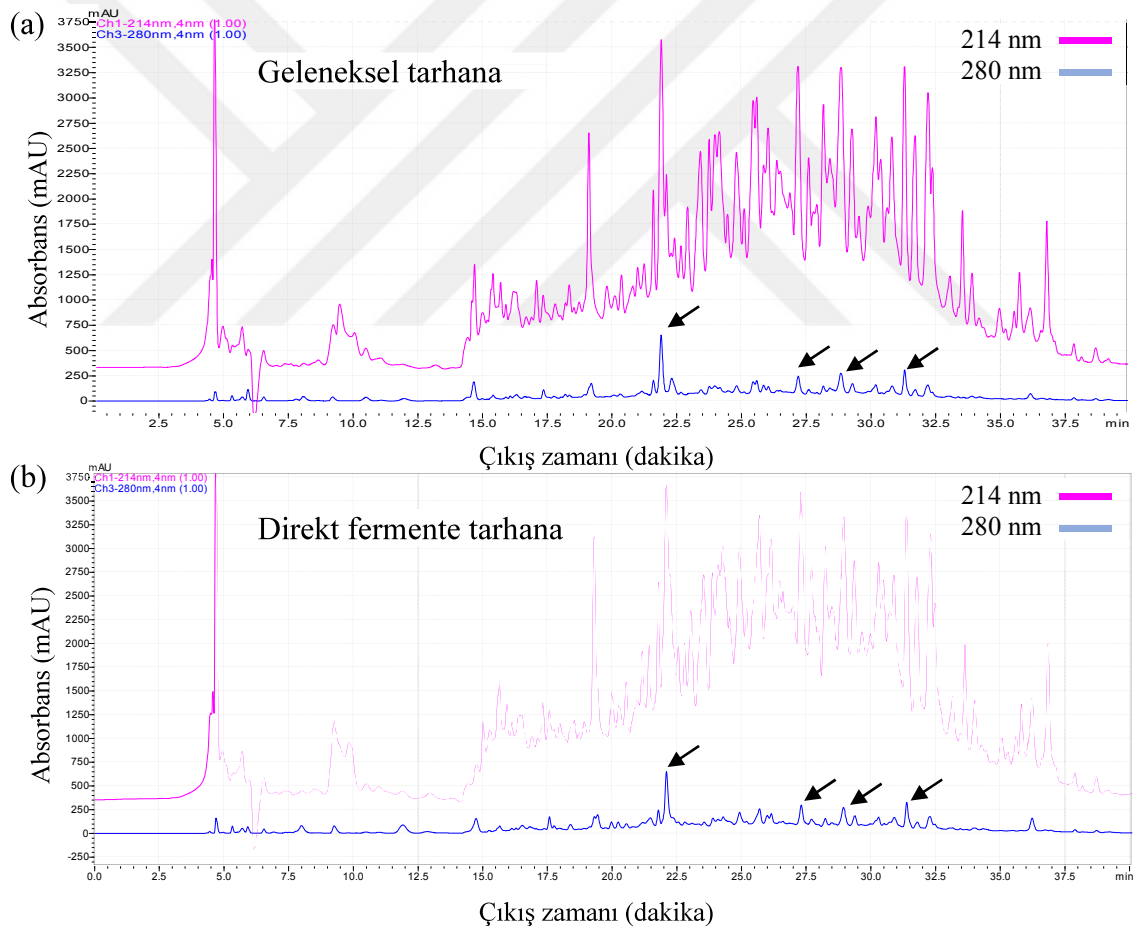 (a)
mAU
Ch1-214nm,4nm (1.00)
Ch3-280nm,4nm (1.00)
Geleneksel tarhana
214 nm
280 nm
Absorbans (mAU)
3750
3500
3250
3000
2750
2500
2250
2000
1750
1500
1250
1000
750
500
250
0
2.5 5.0 7.5 10.0 12.5 15.0 17.5 20.0 22.5 25.0 27.5 30.0 32.5 35.0 37.5 min
Çıkış zamanı (dakika)
(b)
mAU
Ch1-214nm,4nm (1.00)
Ch3-280nm,4nm (1.00)
Direkt fermente tarhana
214 nm
280 nm
Absorbans (mAU)
3750
3500
3250
3000
2750
2500
2250
2000
1750
1500
1250
1000
750
500
250
0
-250
0.0 2.5 5.0 7.5 10.0 12.5 15.0 17.5 20.0 22.5 25.0 27.5 30.0 32.5 35.0 37.5 min
Çıkış zamanı (dakika)